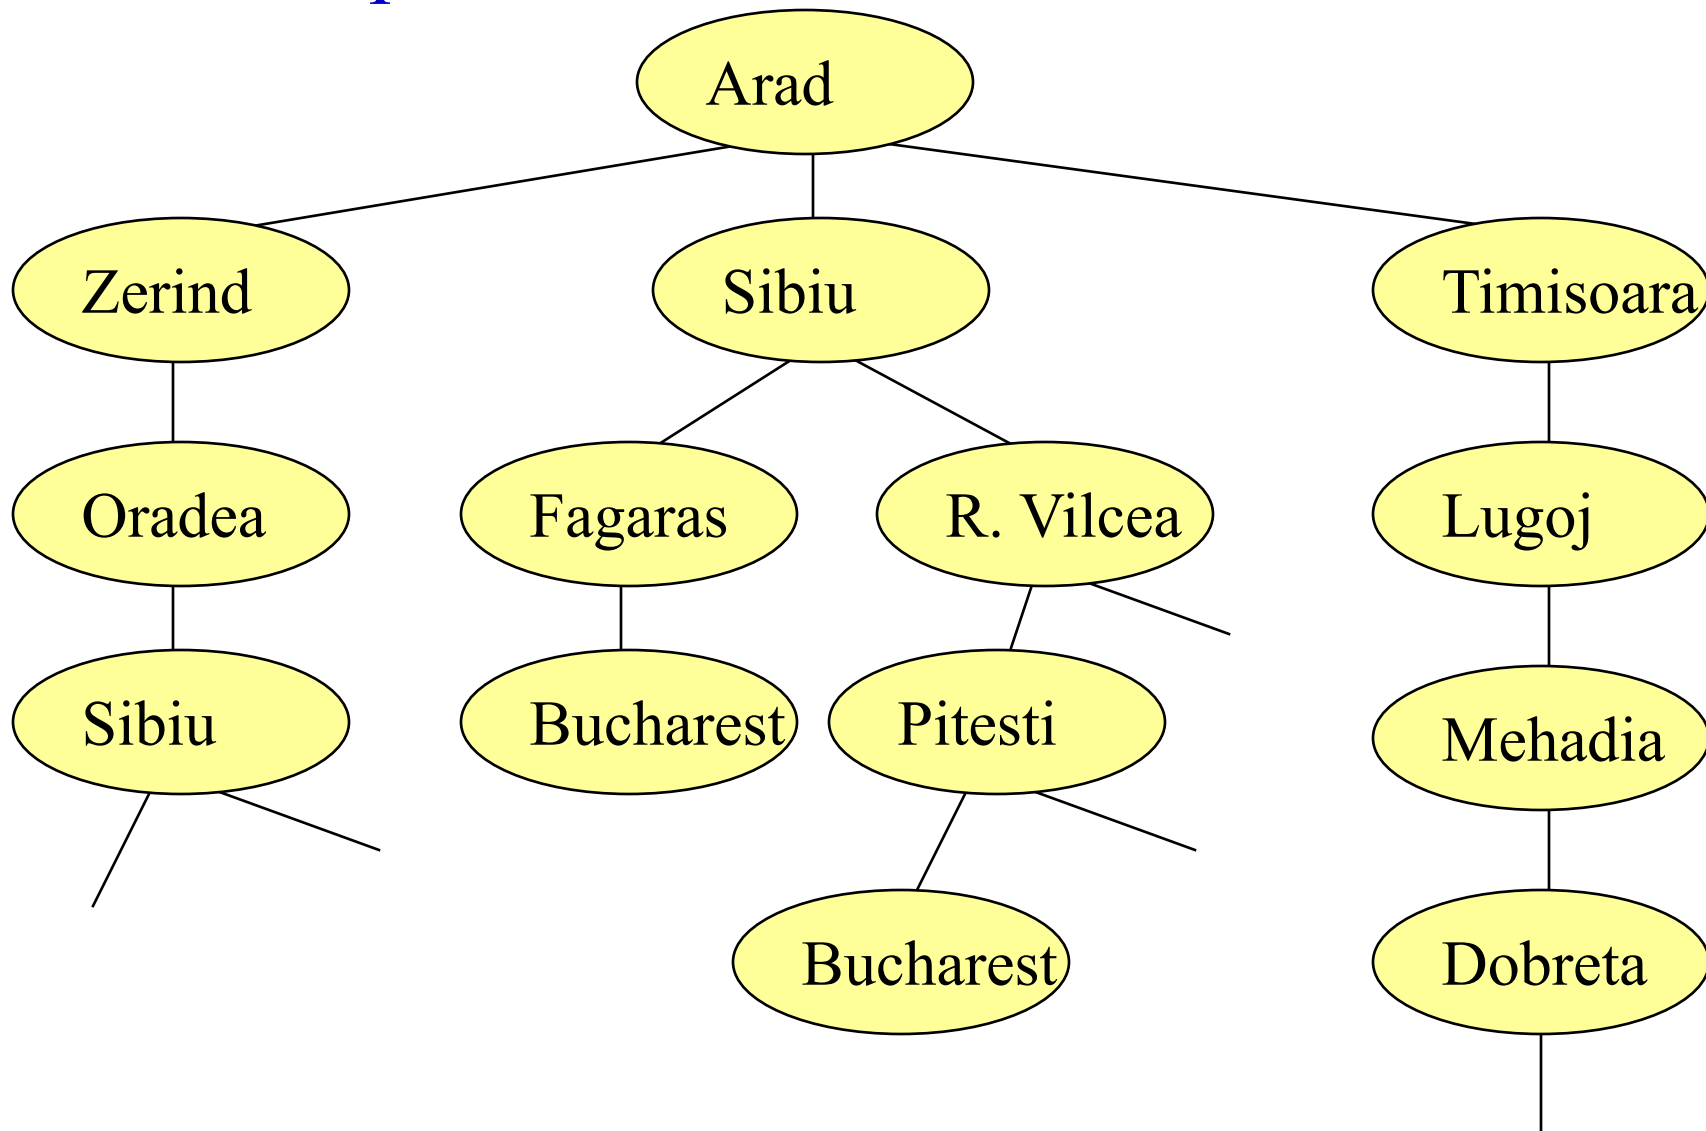 Arad
Zerind Sibiu Timisoara
Oradea Fagaras R. Vilcea Lugoj
Sibiu Bucharest Pitesti Mehadia
Bucharest Dobreta